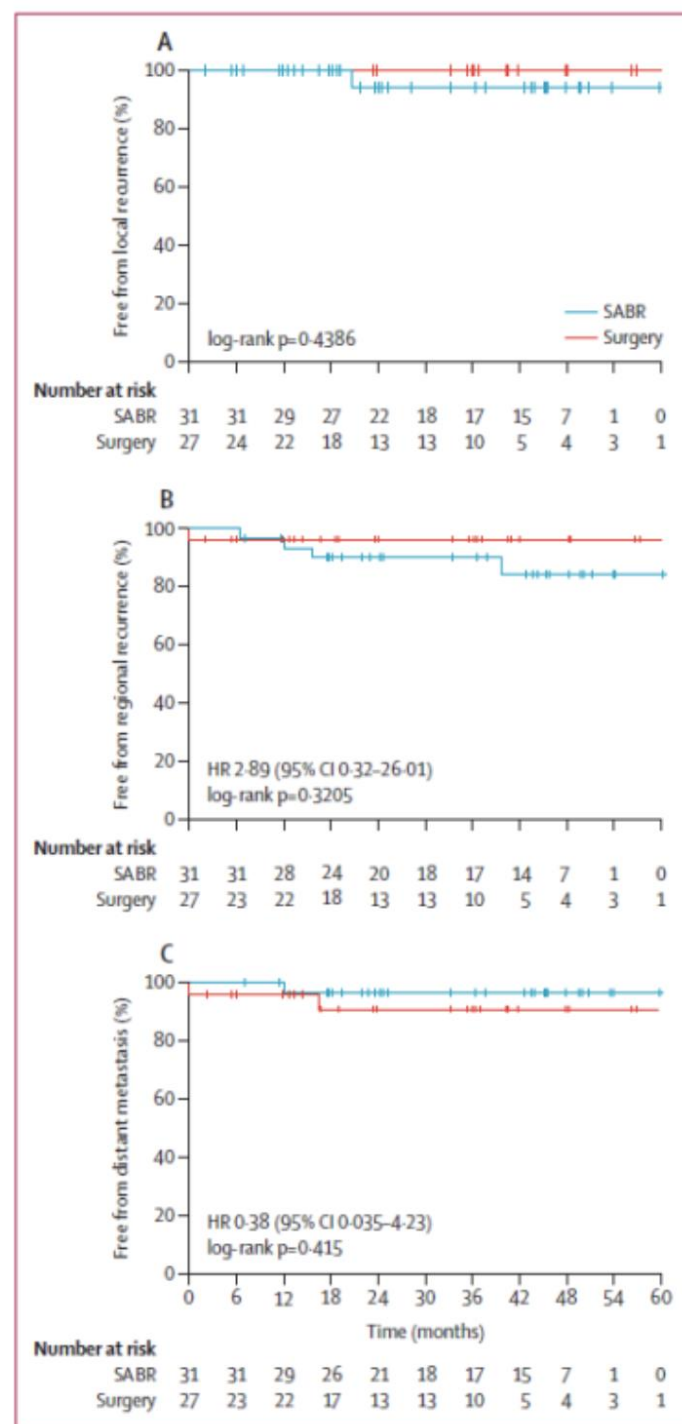 A
100
80
60
40
20
0
Free from local recurrence (%)
log-rank p=0·4386
SABR
Surgery
Number at risk
SABR 31 31 29 27 22 18 17 15 7 1 0
Surgery 27 24 22 18 13 13 10 5 4 3 1
B
100
80
60
40
20
0
Free from regional recurrence (%)
HR 2·89 (95% CI 0·32–26·01)
log-rank p=0·3205
Number at risk
SABR 31 31 28 24 20 18 17 14 7 1 0
Surgery 27 23 22 18 13 13 10 5 4 3 1
C
100
80
60
40
20
0
Free from distant metastasis (%)
HR 0·38 (95% CI 0·035–4·23)
log-rank p=0·415
0 6 12 18 24 30 36 42 48 54 60
Time (months)
Number at risk
SABR 31 31 29 26 21 18 17 15 7 1 0
Surgery 27 23 22 17 13 13 10 5 4 3 1